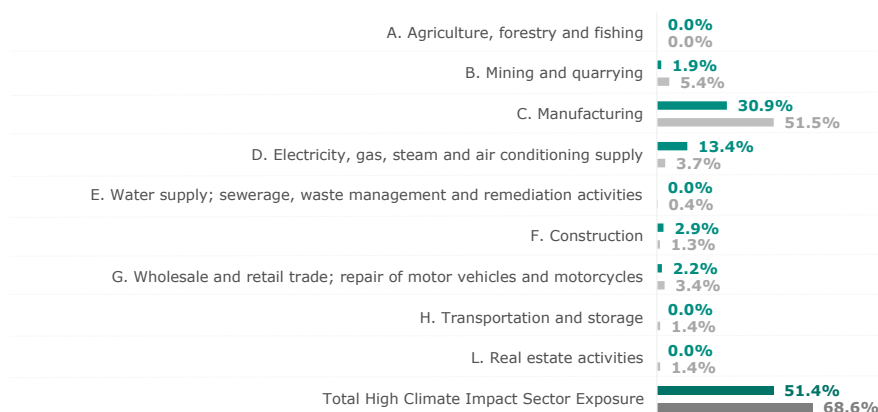 A. Agriculture, forestry and fishing
0.0%
0.0%
B. Mining and quarrying
1.9%
5.4%
C. Manufacturing
30.9%
51.5%
D. Electricity, gas, steam and air conditioning supply
13.4%
3.7%
E. Water supply; sewerage, waste management and remediation activities
0.0%
0.4%
F. Construction
2.9%
1.3%
G. Wholesale and retail trade; repair of motor vehicles and motorcycles
2.2%
3.4%
H. Transportation and storage
0.0%
1.4%
L. Real estate activities
0.0%
1.4%
Total High Climate Impact Sector Exposure
51.4%
68.6%